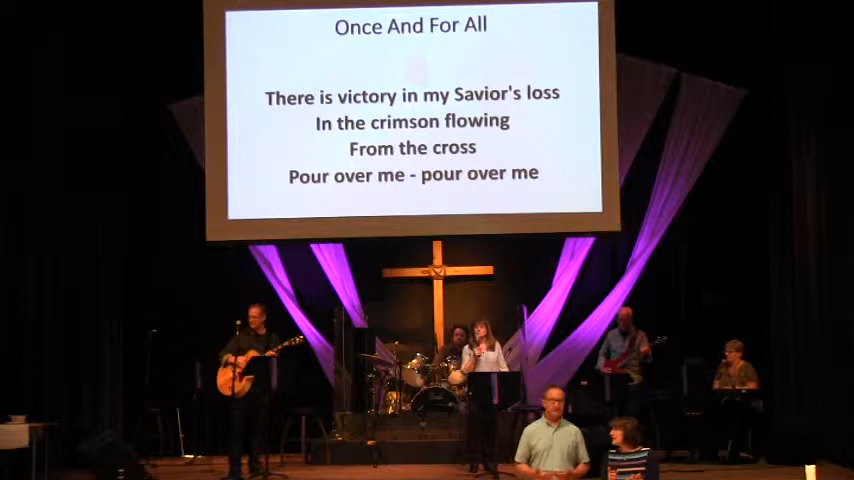 Once And For All
There is victory in my Savior's loss
In the crimson flowing
From the cross
Pour over me - pour over me